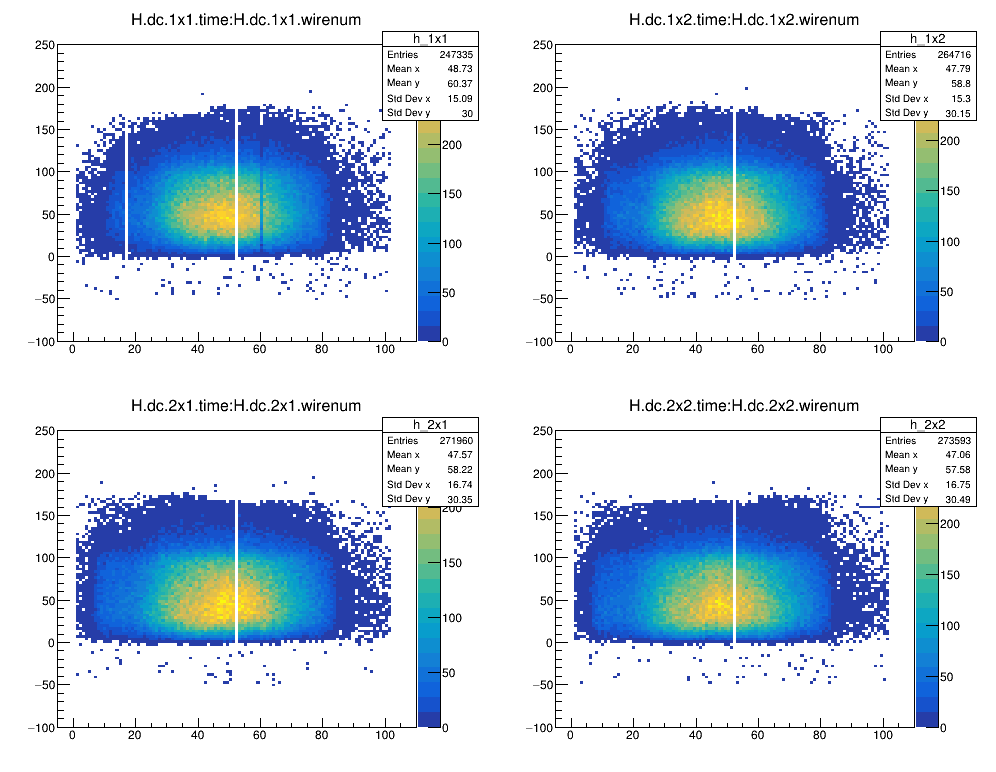 H.dc.1x1.time:H.dc.1x1.wirenum
h_1x1
Entries 247335
Mean x 48.73
Mean y 60.37
Std Dev x 15.09
Std Dev y 30
250
200
150
100
50
0
−50
−100
0 20 40 60 80 100
200
150
100
50
0
H.dc.1x2.time:H.dc.1x2.wirenum
h_1x2
Entries 264716
Mean x 47.79
Mean y 58.8
Std Dev x 15.3
Std Dev y 30.15
250
200
150
100
50
0
−50
−100
0 20 40 60 80 100
200
150
100
50
0
H.dc.2x1.time:H.dc.2x1.wirenum
h_2x1
Entries 271960
Mean x 47.57
Mean y 58.22
Std Dev x 16.74
Std Dev y 30.35
250
200
150
100
50
0
−50
−100
0 20 40 60 80 100
200
150
100
50
0
H.dc.2x2.time:H.dc.2x2.wirenum
h_2x2
Entries 273593
Mean x 47.06
Mean y 57.58
Std Dev x 16.75
Std Dev y 30.49
250
200
150
100
50
0
−50
−100
0 20 40 60 80 100
200
150
100
50
0